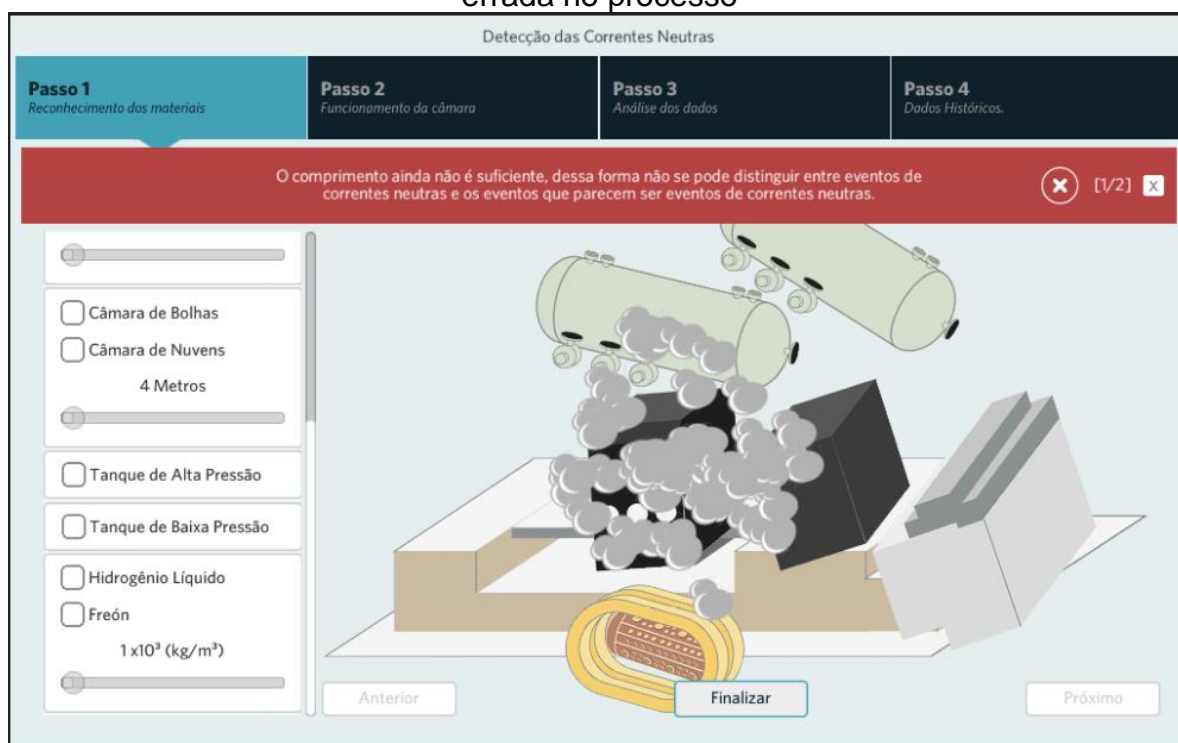 errada no processo
Detecção das Correntes Neutras
Passo 1
Reconhecimento dos materiais
Passo 2
Funcionamento da câmara
Passo 3
Análise dos dados
Passo 4
Dados Históricos.
O comprimento ainda não é suficiente, dessa forma não se pode distinguir entre eventos de
correntes neutras e os eventos que parecem ser eventos de correntes neutras.
[1/2] X
Câmara de Bolhas
Câmara de Nuvens
4 Metros
Tanque de Alta Pressão
Tanque de Baixa Pressão
Hidrogênio Líquido
Freón
1 x10³ (kg/m³)
Anterior
Finalizar
Próximo